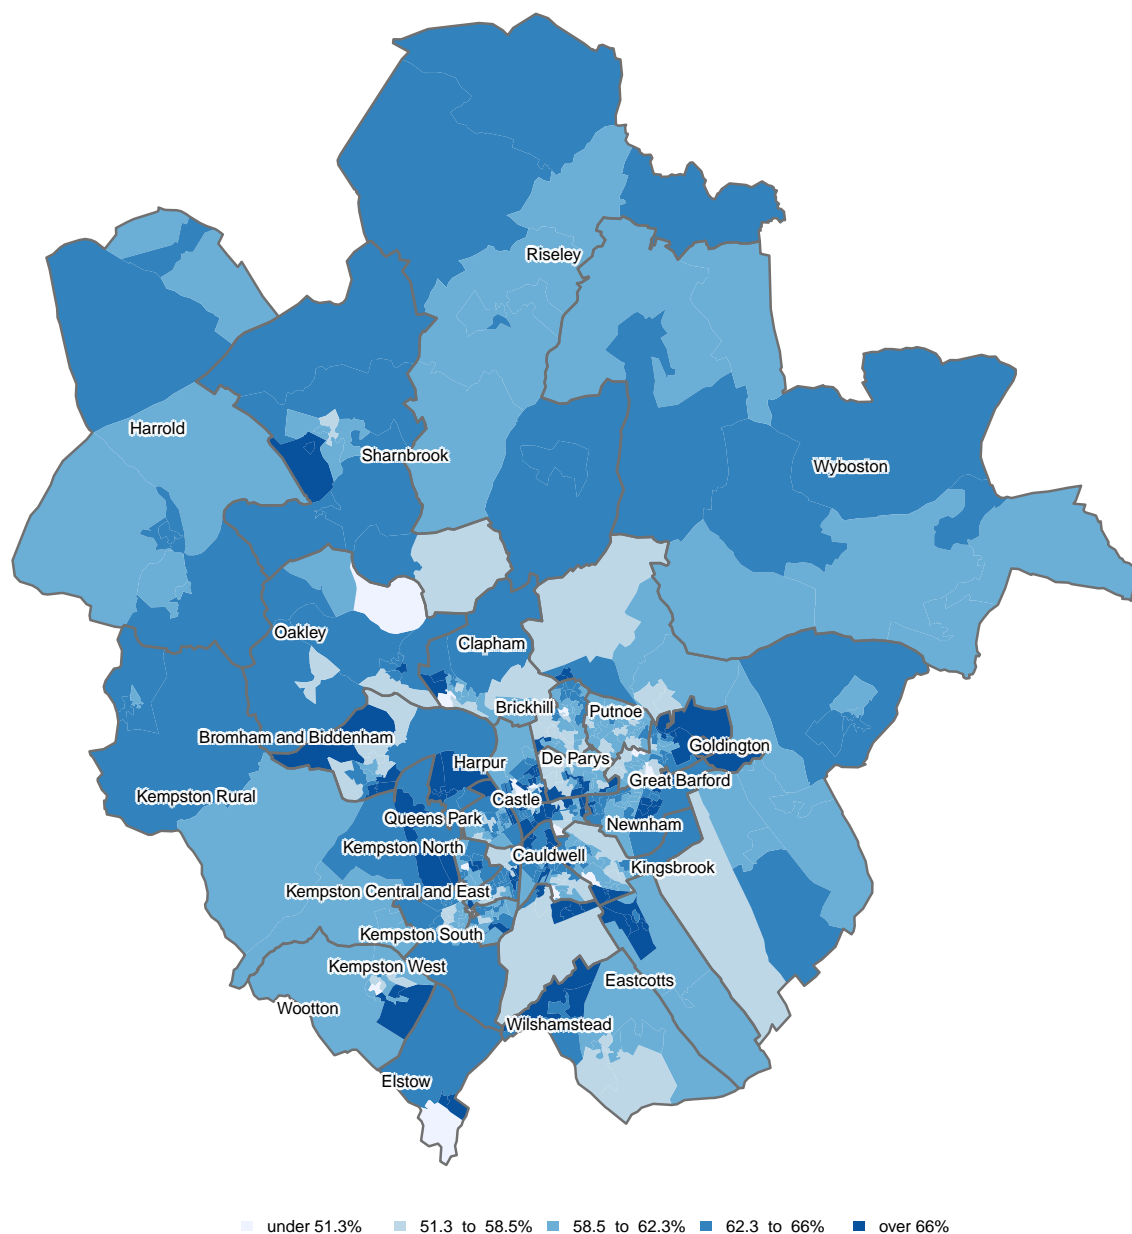 Riseley
Harrold
Sharnbrook
Wyboston
Oakley
Clapham
Brickhill
Putnoe
Bromham and Biddenham
Goldington
Harpur
De Parys
Great Barford
Kempston Rural
Castle
Queens Park
Newnham
Kempston North
Cauldwell
Kingsbrook
Kempston Central and East
Kempston South
Kempston West
Eastcotts
Wootton
Wilshamstead
Elstow
under 51.3% 51.3 to 58.5% 58.5 to 62.3% 62.3 to 66% over 66%